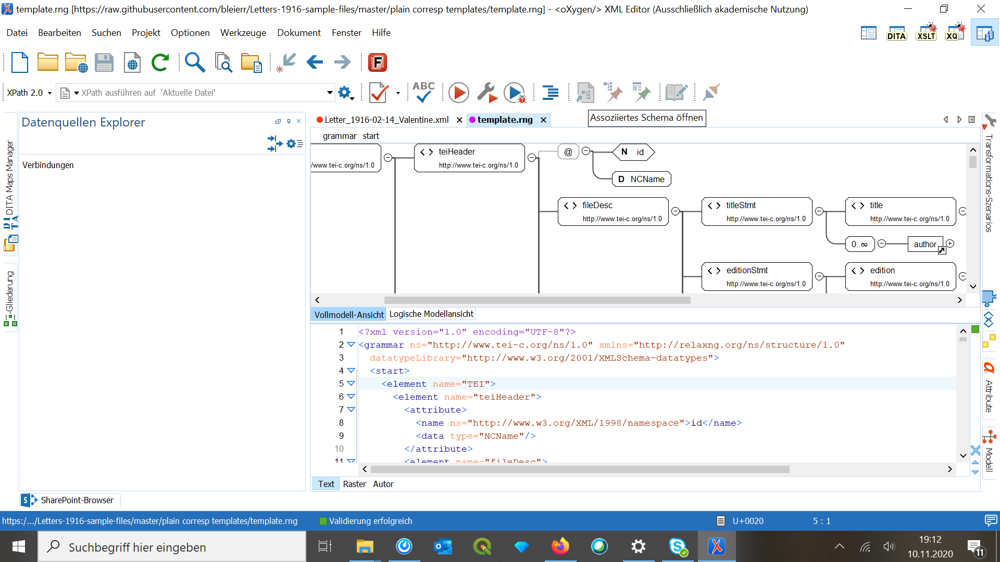 template.rng [https://raw.githubusercontent.com/bleierr/Letters-1916-sample-files/master/plain corresp templates/template.rng] - <oXygen/> XML Editor (Ausschließlich akademische Nutzung)
Datei Bearbeiten Suchen Projekt Optionen Werkzeuge Dokument Fenster Hilfe
DITA XSLT XQ
F
XPath 2.0 XPath ausführen auf 'Aktuelle Datei' ABC
Datenquellen Explorer
Verbindungen
DITA Maps Manager
Gliederung
Letter_1916-02-14_Valentine.xml template.rng Assoziiertes Schema öffnen
grammar start
/www.tei-c.org/ns/1.0
teiHeader
http://www.tei-c.org/ns/1.0
@
N id
D NCName
fileDesc
http://www.tei-c.org/ns/1.0
titleStmt
http://www.tei-c.org/ns/1.0
title
http://www.tei-c.org/ns/1.0
0..∞ author
editionStmt
http://www.tei-c.org/ns/1.0
edition
http://www.tei-c.org/ns/1.0
Vollmodell-Ansicht Logische Modellansicht
1 <?xml version="1.0" encoding="UTF-8"?>
2 <grammar ns="http://www.tei-c.org/ns/1.0" xmlns="http://relaxng.org/ns/structure/1.0"
3 datatypeLibrary="http://www.w3.org/2001/XMLSchema-datatypes">
4 <start>
5 <element name="TEI">
6 <element name="teiHeader">
7 <attribute>
8 <name ns="http://www.w3.org/XML/1998/namespace">id</name>
9 <data type="NCName"/>
10 </attribute>
11 <element name="fileDesc">
Text Raster Autor
Transformations-Szenarios
Attribute
Modell
SharePoint-Browser
https:/.../Letters-1916-sample-files/master/plain corresp templates/template.rng Validierung erfolgreich U+0020 5 : 1
Suchbegriff hier eingeben
19:12
10.11.2020
11